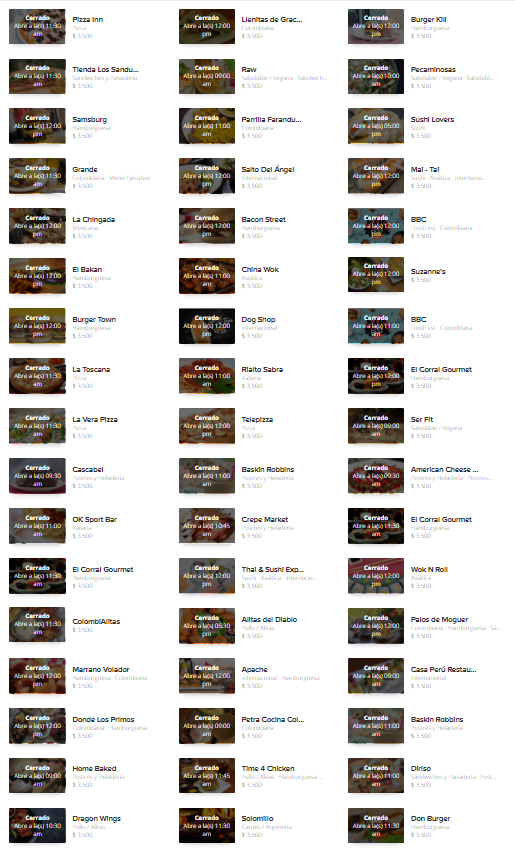 Cerrado
Abre a la(s) 11:30
am
Pizza Inn
Pizza
$ 3.500
Cerrado
Abre a la(s) 12:00
pm
Llenitas de Grac...
Colombiana
$ 3.500
Cerrado
Abre a la(s) 12:00
pm
Burger Kill
Hamburguesa
$ 3.500
Cerrado
Abre a la(s) 11:30
am
Tienda Los Sandu...
Sándwiches y Panadería
$ 3.500
Cerrado
Abre a la(s) 09:00
am
Raw
Saludable / Vegana · Sándwich...
$ 3.500
Cerrado
Abre a la(s) 10:00
am
Pecaminosas
Saludable / Vegana · Saludabl...
$ 3.500
Cerrado
Abre a la(s) 12:00
pm
Samsburg
Hamburguesa
$ 3.500
Cerrado
Abre a la(s) 11:00
am
Parrilla Farandu...
Colombiana
$ 3.500
Cerrado
Abre a la(s) 05:00
pm
Sushi Lovers
Sushi
$ 3.500
Cerrado
Abre a la(s) 11:30
am
Grande
Colombiana · Menú Ejecutivo
$ 3.500
Cerrado
Abre a la(s) 12:00
pm
Salto Del Ángel
Internacional
$ 3.500
Cerrado
Abre a la(s) 12:00
pm
Mai - Tai
Sushi · Asiática · Internacio...
$ 3.500
Cerrado
Abre a la(s) 12:00
pm
La Chingada
Mexicana
$ 3.500
Cerrado
Abre a la(s) 12:00
pm
Bacon Street
Hamburguesa
$ 3.500
Cerrado
Abre a la(s) 12:00
pm
BBC
Foodfest · Colombiana
$ 3.500
Cerrado
Abre a la(s) 11:30
am
El Bakan
Hamburguesa
$ 3.500
Cerrado
Abre a la(s) 11:00
am
China Wok
Asiática
$ 3.500
Cerrado
Abre a la(s) 12:00
pm
Suzanne's
$ 3.500
Cerrado
Abre a la(s) 12:00
pm
Burger Town
Hamburguesa
$ 3.500
Cerrado
Abre a la(s) 12:00
pm
Dog Shop
Internacional
$ 3.500
Cerrado
Abre a la(s) 11:00
am
BBC
Foodfest · Colombiana
$ 3.500
Cerrado
Abre a la(s) 11:30
am
La Toscana
Pizza
$ 3.500
Cerrado
Abre a la(s) 11:00
am
Rialto Sabra
Italiana
$ 3.500
Cerrado
Abre a la(s) 12:00
pm
El Corral Gourmet
Hamburguesa
$ 3.500
Cerrado
Abre a la(s) 11:30
am
La Vera Pizza
Pizza
$ 3.500
Cerrado
Abre a la(s) 12:00
pm
Telepizza
Pizza
$ 3.500
Cerrado
Abre a la(s) 09:00
am
Ser Fit
Saludable / Vegana
$ 3.500
Cerrado
Abre a la(s) 09:30
am
Cascabel
Postres y Heladería
$ 3.500
Cerrado
Abre a la(s) 11:00
am
Baskin Robbins
Postres y Heladería
$ 3.500
Cerrado
Abre a la(s) 09:30
am
American Cheese ...
Postres y Heladería · Postres...
$ 3.500
Cerrado
Abre a la(s) 11:00
am
OK Sport Bar
Italiana
$ 3.500
Cerrado
Abre a la(s) 10:45
am
Crepe Market
Postres y Heladería
$ 3.500
Cerrado
Abre a la(s) 11:30
am
El Corral Gourmet
Hamburguesa
$ 3.500
Cerrado
Abre a la(s) 11:30
am
El Corral Gourmet
Hamburguesa
$ 3.500
Cerrado
Abre a la(s) 12:00
pm
Thai & Sushi Exp...
Sushi · Asiática · Internacio...
$ 3.500
Cerrado
Abre a la(s) 12:00
pm
Wok N Roll
Asiática
$ 3.500
Cerrado
Abre a la(s) 11:30
am
ColombiAlitas
$ 3.500
Cerrado
Abre a la(s) 05:30
pm
Alitas del Diablo
Pollo / Alitas
$ 3.500
Cerrado
Abre a la(s) 12:00
pm
Palos de Moguer
Colombiana · Hamburguesa · Sá...
$ 3.500
Cerrado
Abre a la(s) 12:00
pm
Marrano Volador
Hamburguesa · Colombiana
$ 3.500
Cerrado
Abre a la(s) 12:00
pm
Apache
Internacional · Hamburguesa
$ 3.500
Cerrado
Abre a la(s) 09:00
am
Casa Perú Restau...
Internacional
$ 3.500
Cerrado
Abre a la(s) 12:00
pm
Donde Los Primos
Colombiana · Hamburguesa
$ 3.500
Cerrado
Abre a la(s) 09:00
am
Petra Cocina Col...
Colombiana
$ 3.500
Cerrado
Abre a la(s) 11:00
am
Baskin Robbins
Postres y Heladería
$ 3.500
Cerrado
Abre a la(s) 09:00
am
Home Baked
Postres y Heladería
$ 3.500
Cerrado
Abre a la(s) 11:45
am
Time 4 Chicken
Pollo / Alitas · Hamburguesa ...
$ 3.500
Cerrado
Abre a la(s) 11:00
am
Diriso
Sándwiches y Panadería · Post...
$ 3.500
Cerrado
Abre a la(s) 10:30
am
Dragon Wings
Pollo / Alitas
$ 3.500
Cerrado
Abre a la(s) 11:30
am
Solomillo
Carnes / Argentina
$ 3.500
Cerrado
Abre a la(s) 11:30
am
Don Burger
Hamburguesa
$ 3.500